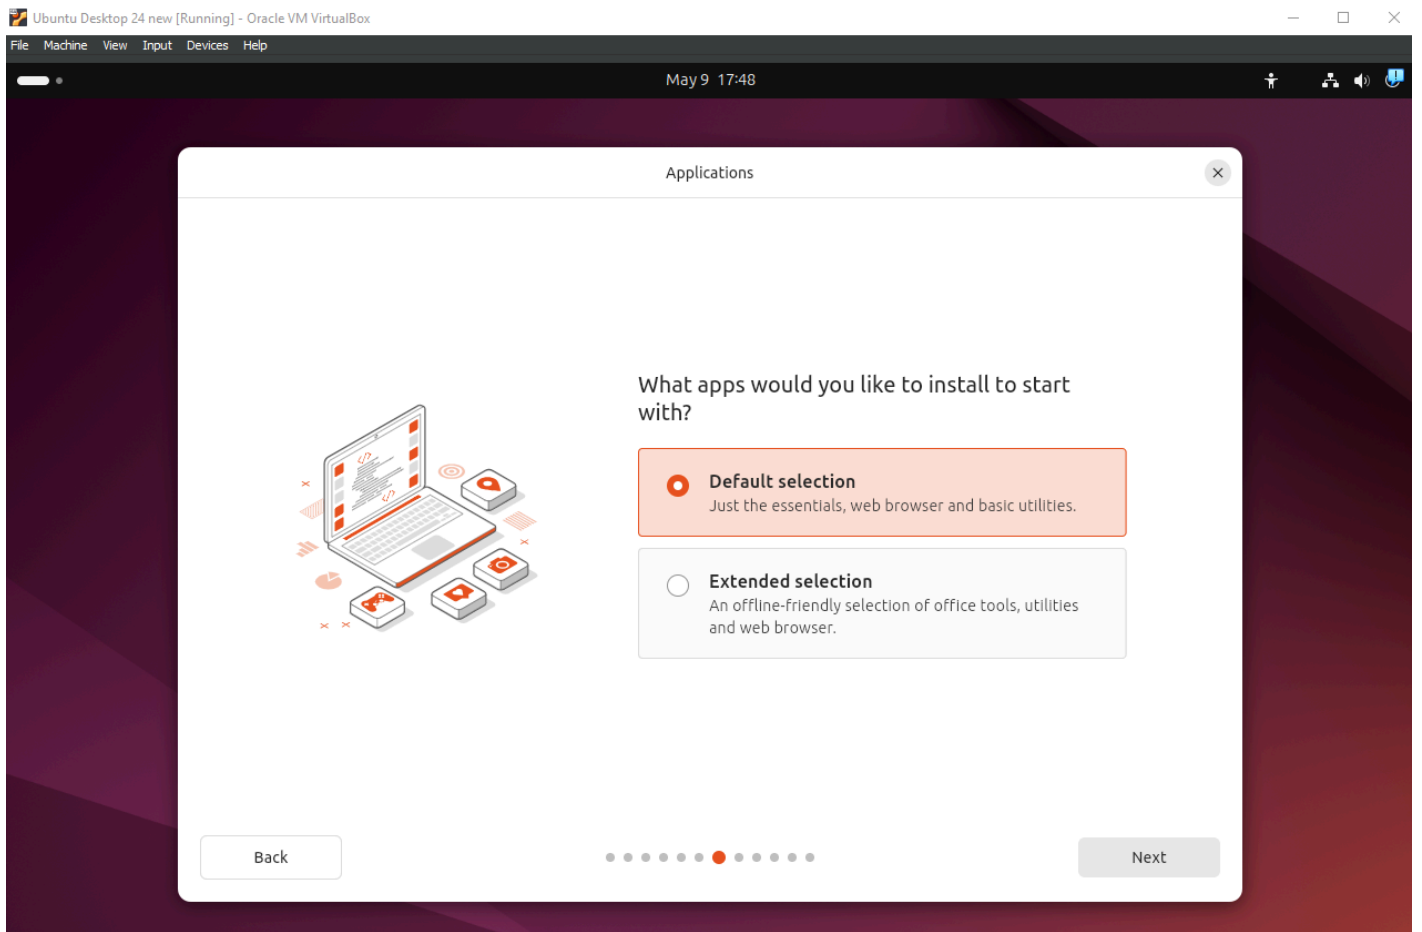 Ubuntu Desktop 24 new [Running] - Oracle VM VirtualBox
File Machine View Input Devices Help
May 9 17:48
Applications
What apps would you like to install to start
with?
Default selection
Just the essentials, web browser and basic utilities.
Extended selection
An offline-friendly selection of office tools, utilities
and web browser.
Back
Next